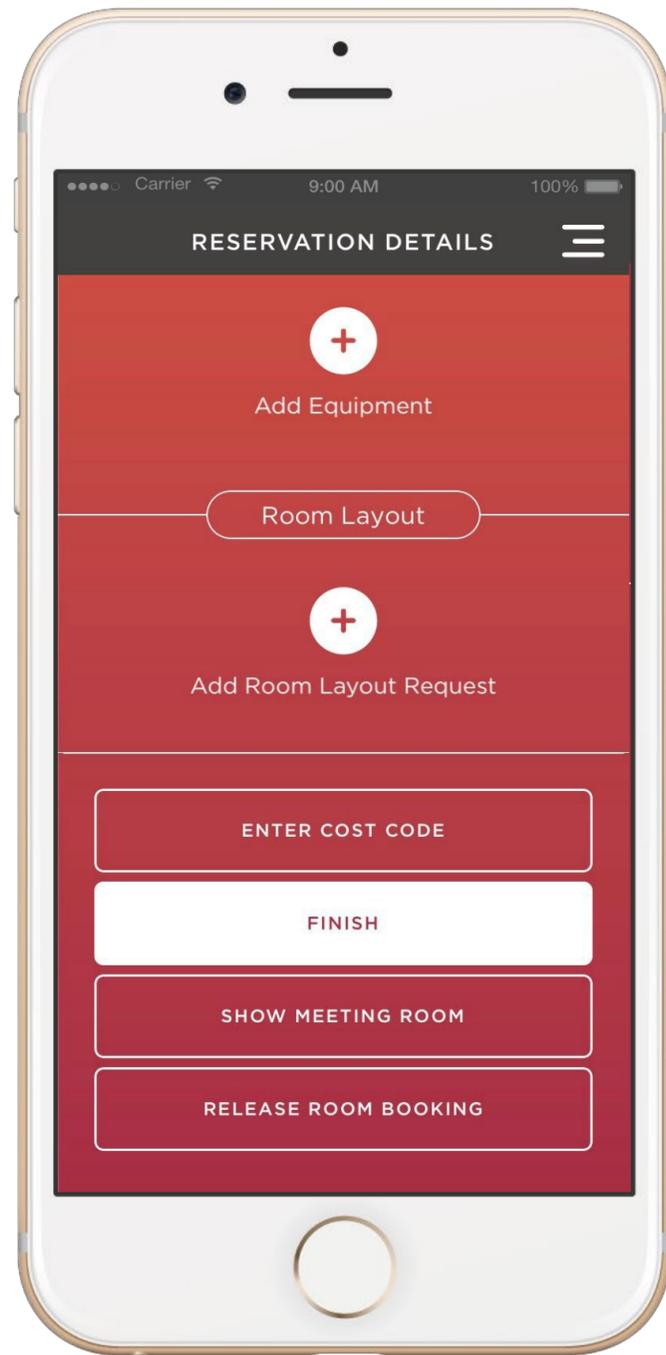 Carrier 9:00 AM 100%
RESERVATION DETAILS
+
Add Equipment
Room Layout
+
Add Room Layout Request
ENTER COST CODE
FINISH
SHOW MEETING ROOM
RELEASE ROOM BOOKING